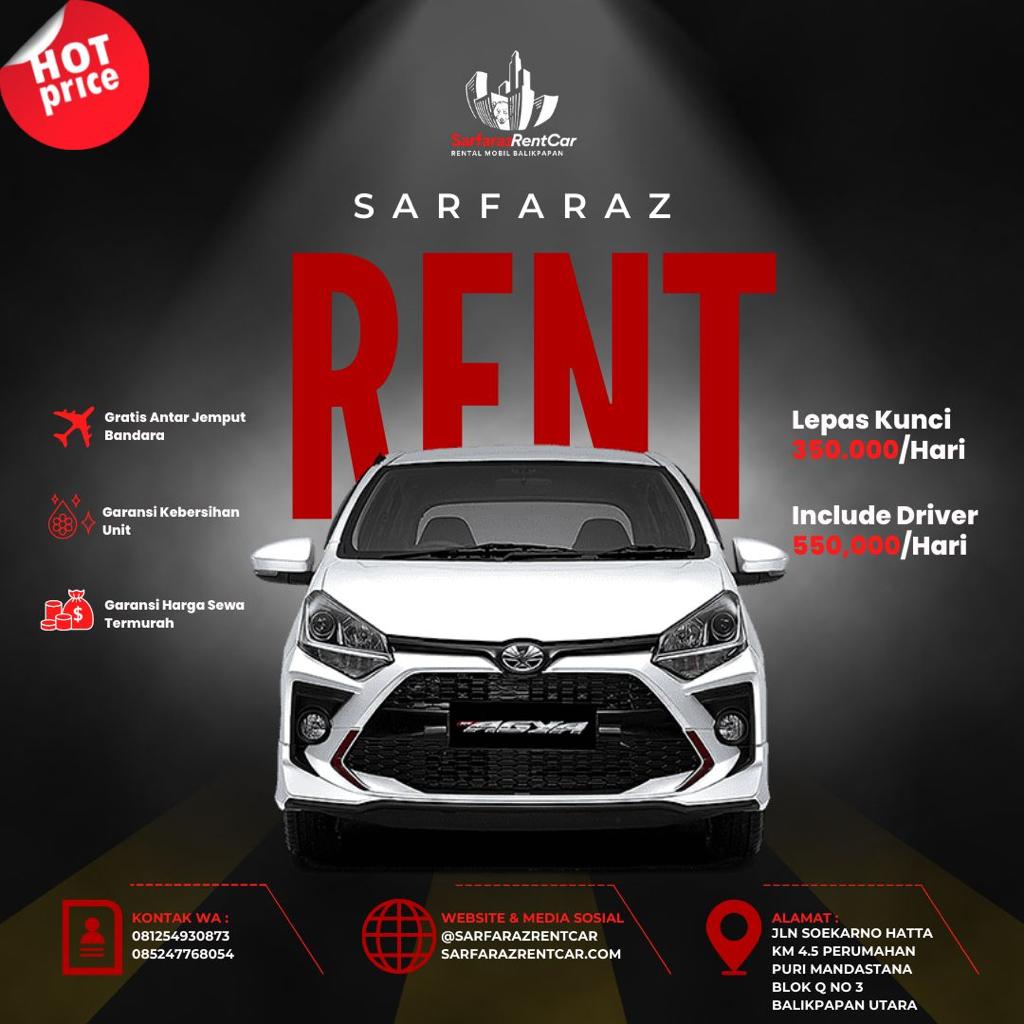 HOT
price
SarfarazRentCar
RENTAL MOBIL BALIKPAPAN
SARFARAZ
RENT
Gratis Antar Jemput
Bandara
Garansi Kebersihan
Unit
Garansi Harga Sewa
Termurah
Lepas Kunci
350.000/Hari
Include Driver
550,000/Hari
AGYA
KONTAK WA :
081254930873
085247768054
WEBSITE & MEDIA SOSIAL
@SARFARAZRENTCAR
SARFARAZRENTCAR.COM
ALAMAT :
JLN SOEKARNO HATTA
KM 4.5 PERUMAHAN
PURI MANDASTANA
BLOK Q NO 3
BALIKPAPAN UTARA